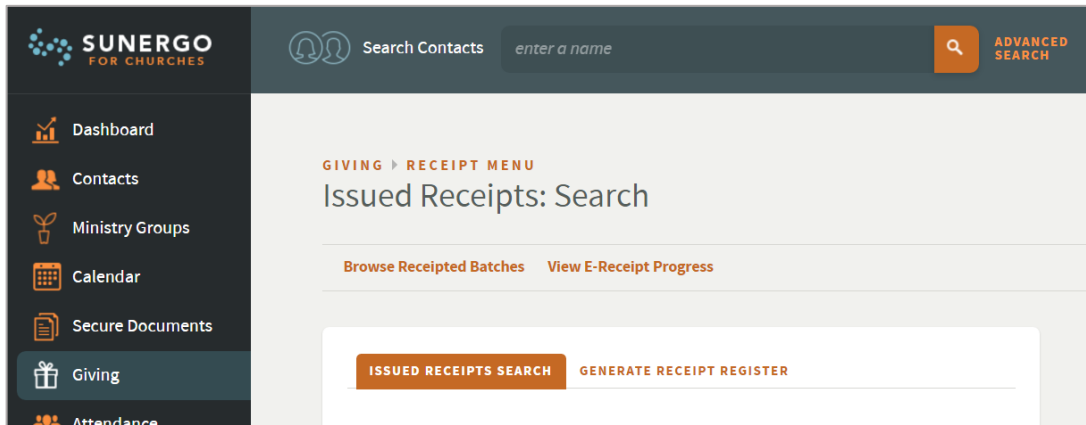 SUNERGO
FOR CHURCHES
Search Contacts
enter a name
ADVANCED
SEARCH
Dashboard
Contacts
Ministry Groups
Calendar
Secure Documents
Giving
Attendance
GIVING RECEIPT MENU
Issued Receipts: Search
Browse Receipted Batches View E-Receipt Progress
ISSUED RECEIPTS SEARCH GENERATE RECEIPT REGISTER